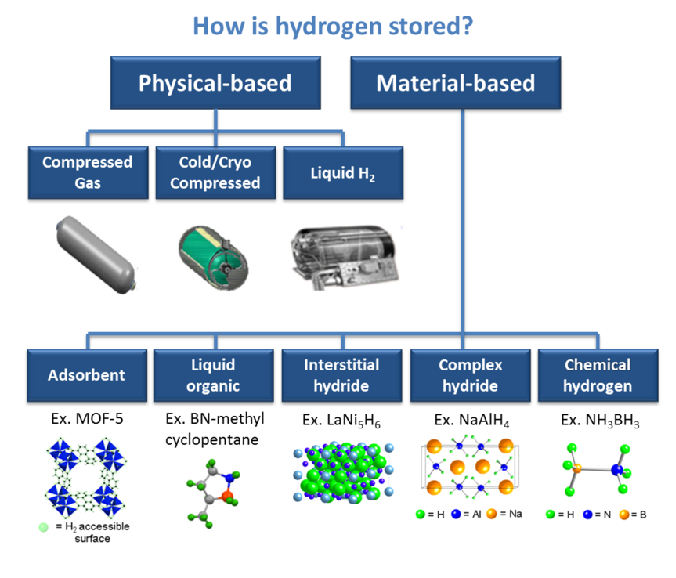 How is hydrogen stored?
Physical-based
Material-based
Compressed
Gas
Cold/Cryo
Compressed
Liquid H₂
Adsorbent
Liquid
organic
Interstitial
hydride
Complex
hydride
Chemical
hydrogen
Ex. MOF-5
Ex. BN-methyl
cyclopentane
Ex. LaNi₅H₆
Ex. NaAlH₄
Ex. NH₃BH₃
= H₂ accessible
surface
= H = Al = Na
= H = N = B